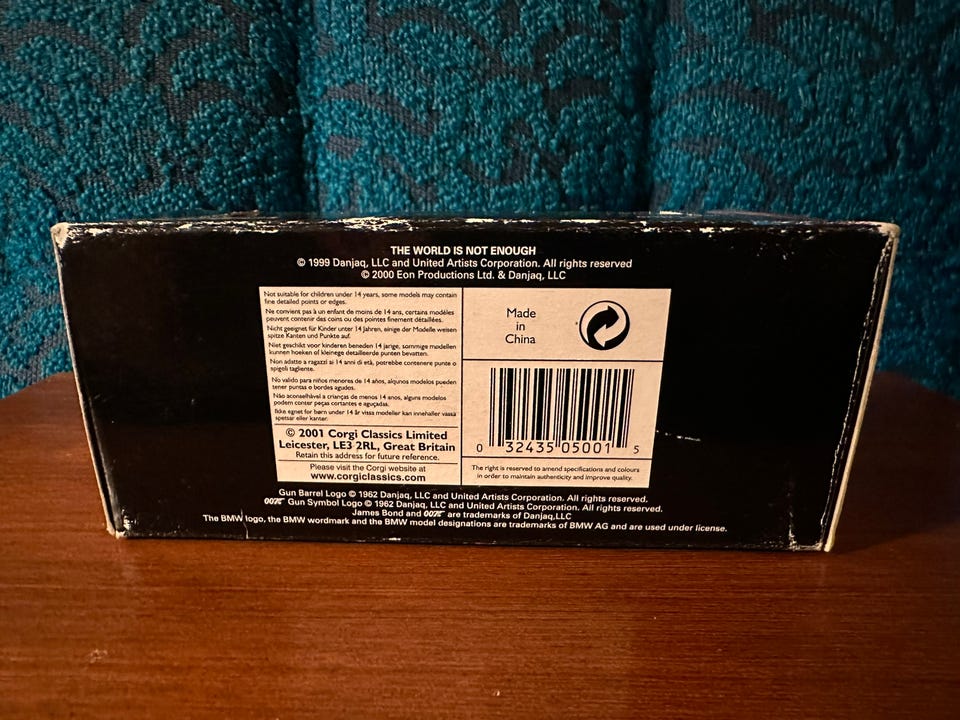 THE WORLD IS NOT ENOUGH
© 1999 Danjaq, LLC and United Artists Corporation. All rights reserved
© 2000 Eon Productions Ltd. & Danjaq, LLC
Not suitable for children under 14 years, some models may contain
fine detailed points or edges.
Ne convient pas à un enfant de moins de 14 ans, certains modèles
peuvent contenir des coins ou des pointes finement détaillées.
Nicht geeignet für Kinder unter 14 Jahren, einige der Modelle weisen
spitze Kanten und Punkte auf.
Niet geschikt voor kinderen beneden 14 jarige, sommige modellen
kunnen hoeken of kleinege detailleerde punten bevatten.
Non adatto a ragazzi ai 14 anni di età, potrebbe contenere punte o
spigoli tagliente.
No valido para niños menores de 14 años, alqunos modelos pueden
tener puntas o bordes agudos.
Não aconselhável a crianças de menos 14 anos, alguns modelos
podem conter peças cortantes e aguçadas.
Ikke egnet for børn under 14 år vissa modeller kan innehaller vassa
spetsar eller kanter.
© 2001 Corgi Classics Limited
Leicester, LE3 2RL, Great Britain
Retain this address for future reference.
Please visit the Corgi website at
www.corgiclassics.com
Made
in
China
0 32435 05001 5
The right is reserved to amend specifications and colours
in order to maintain authenticity and improve quality.
Gun Barrel Logo © 1962 Danjaq, LLC and United Artists Corporation. All rights reserved.
007 Gun Symbol Logo © 1962 Danjaq, LLC and United Artists Corporation. All rights reserved.
James Bond and 007 are trademarks of Danjaq,LLC
The BMW logo, the BMW wordmark and the BMW model designations are trademarks of BMW AG and are used under license.